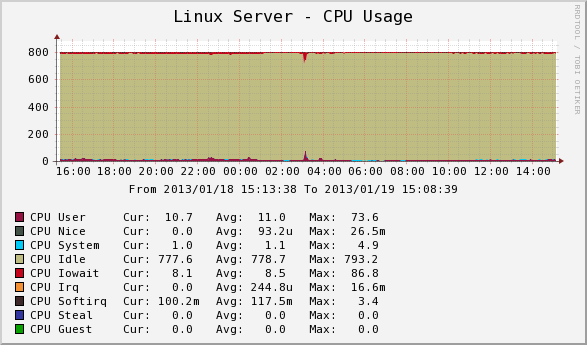 Linux Server - CPU Usage
RRDTOOL / TOBI OETIKER
800
600
400
200
0
16:00 18:00 20:00 22:00 00:00 02:00 04:00 06:00 08:00 10:00 12:00 14:00
From 2013/01/18 15:13:38 To 2013/01/19 15:08:39
CPU User Cur: 10.7 Avg: 11.0 Max: 73.6
CPU Nice Cur: 0.0 Avg: 93.2u Max: 26.5m
CPU System Cur: 1.0 Avg: 1.1 Max: 4.9
CPU Idle Cur: 777.6 Avg: 778.7 Max: 793.2
CPU Iowait Cur: 8.1 Avg: 8.5 Max: 86.8
CPU Irq Cur: 0.0 Avg: 244.8u Max: 16.6m
CPU Softirq Cur: 100.2m Avg: 117.5m Max: 3.4
CPU Steal Cur: 0.0 Avg: 0.0 Max: 0.0
CPU Guest Cur: 0.0 Avg: 0.0 Max: 0.0